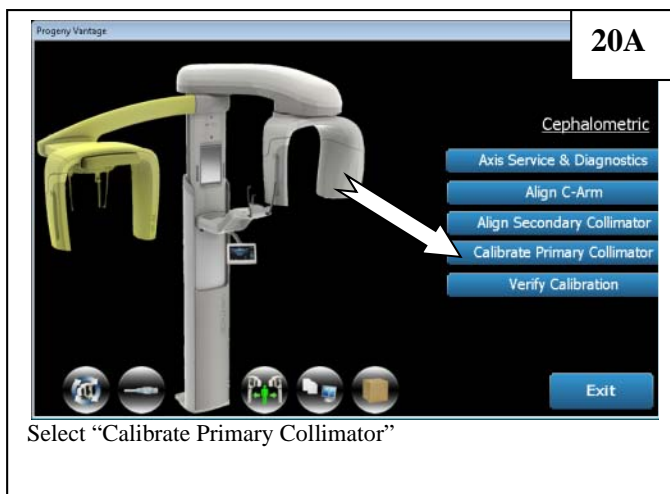 Progeny Vantage
20A
Cephalometric
Axis Service & Diagnostics
Align C-Arm
Align Secondary Collimator
Calibrate Primary Collimator
Verify Calibration
Exit
Select “Calibrate Primary Collimator”